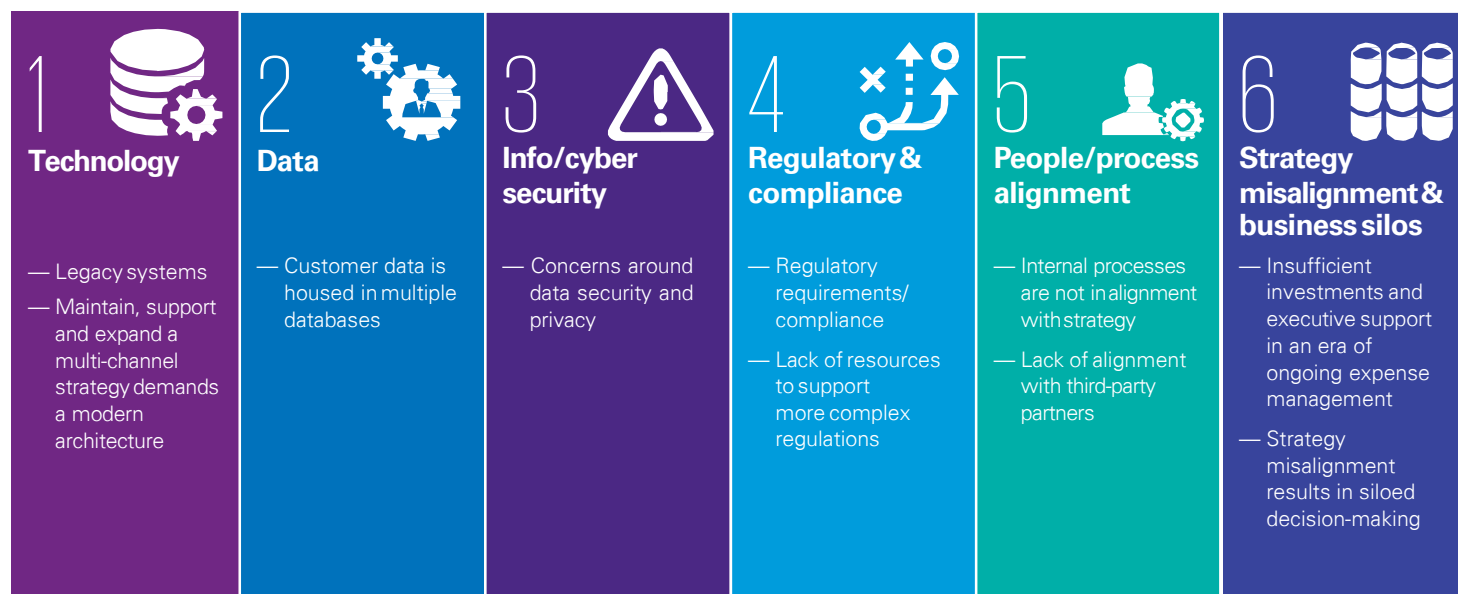 1
Technology
— Legacy systems
— Maintain, support
and expand a
multi-channel
strategy demands
a modern
architecture
2
Data
— Customer data is
housed in multiple
databases
3
Info/cyber
security
— Concerns around
data security and
privacy
4
Regulatory &
compliance
— Regulatory
requirements/
compliance
— Lack of resources
to support
more complex
regulations
5
People/process
alignment
— Internal processes
are not in alignment
with strategy
— Lack of alignment
with third-party
partners
6
Strategy
misalignment &
business silos
— Insufficient
investments and
executive support
in an era of
ongoing expense
management
— Strategy
misalignment
results in siloed
decision-making